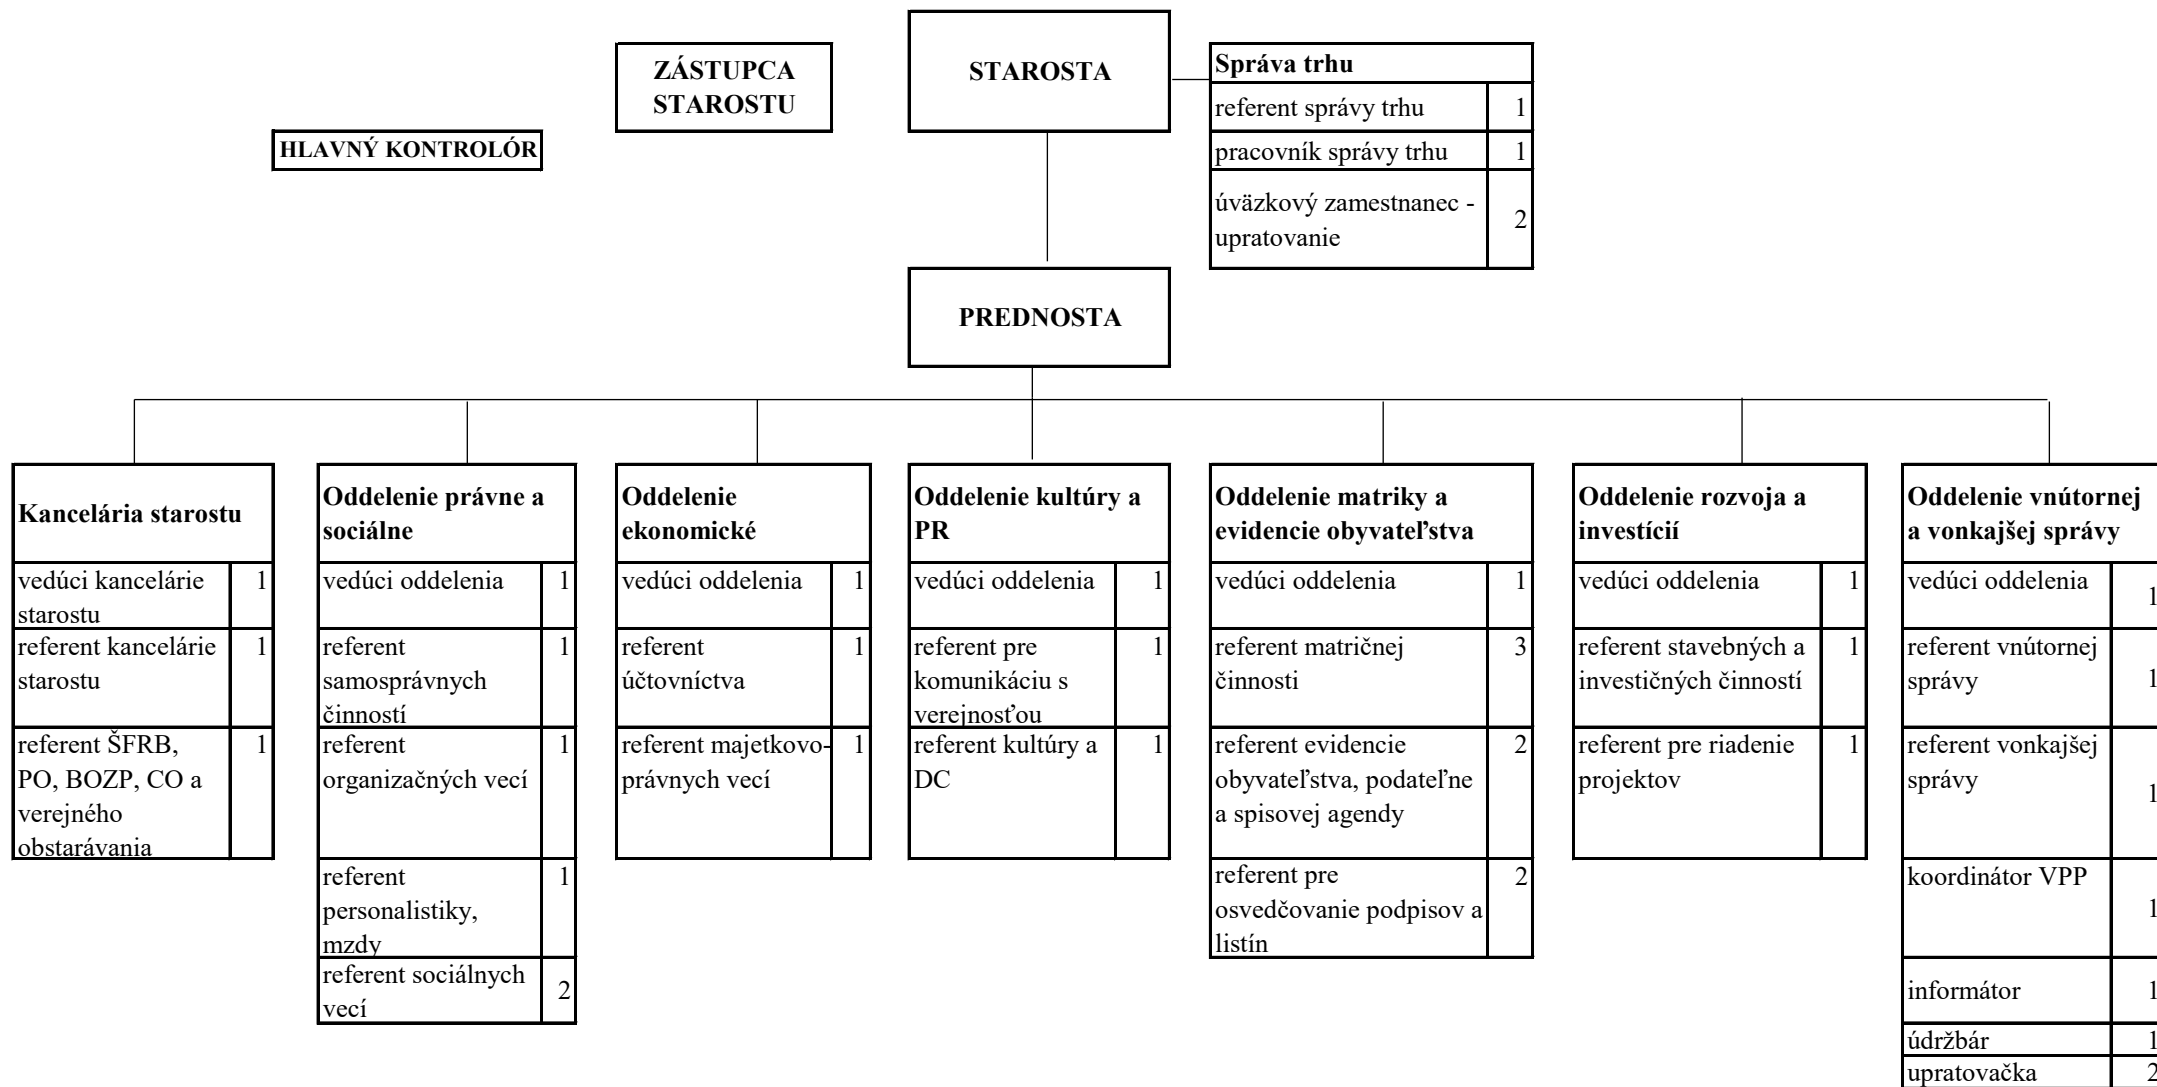 ZÁSTUPCA
STAROSTU
STAROSTA
HLAVNÝ KONTROLÓR
Správa trhu
referent správy trhu 1
pracovník správy trhu 1
úväzkový zamestnanec -
upratovanie 2
PREDNOSTA
Kancelária starostu
vedúci kancelárie 1
starostu
referent kancelárie 1
starostu
referent ŠFRB, 1
PO, BOZP, CO a
verejného
obstarávania
Oddelenie právne a
sociálne
vedúci oddelenia 1
referent 1
samosprávnych
činností
referent 1
organizačných vecí
referent 1
personalistiky,
mzdy
referent sociálnych
vecí 2
Oddelenie
ekonomické
vedúci oddelenia 1
referent 1
účtovníctva
referent majetkovo- 1
právnych vecí
Oddelenie kultúry a
PR
vedúci oddelenia 1
referent pre 1
komunikáciu s
verejnosťou
referent kultúry a 1
DC
Oddelenie matriky a
evidencie obyvateľstva
vedúci oddelenia 1
referent matričnej 3
činnosti
referent evidencie 2
obyvateľstva, podateľne
a spisovej agendy
referent pre 2
osvedčovanie podpisov a
listín
Oddelenie rozvoja a
investícií
vedúci oddelenia 1
referent stavebných a 1
investičných činností
referent pre riadenie 1
projektov
Oddelenie vnútornej
a vonkajšej správy
vedúci oddelenia 1
referent vnútornej
správy 1
referent vonkajšej
správy 1
koordinátor VPP 1
informátor 1
údržbár 1
upratovačka 2